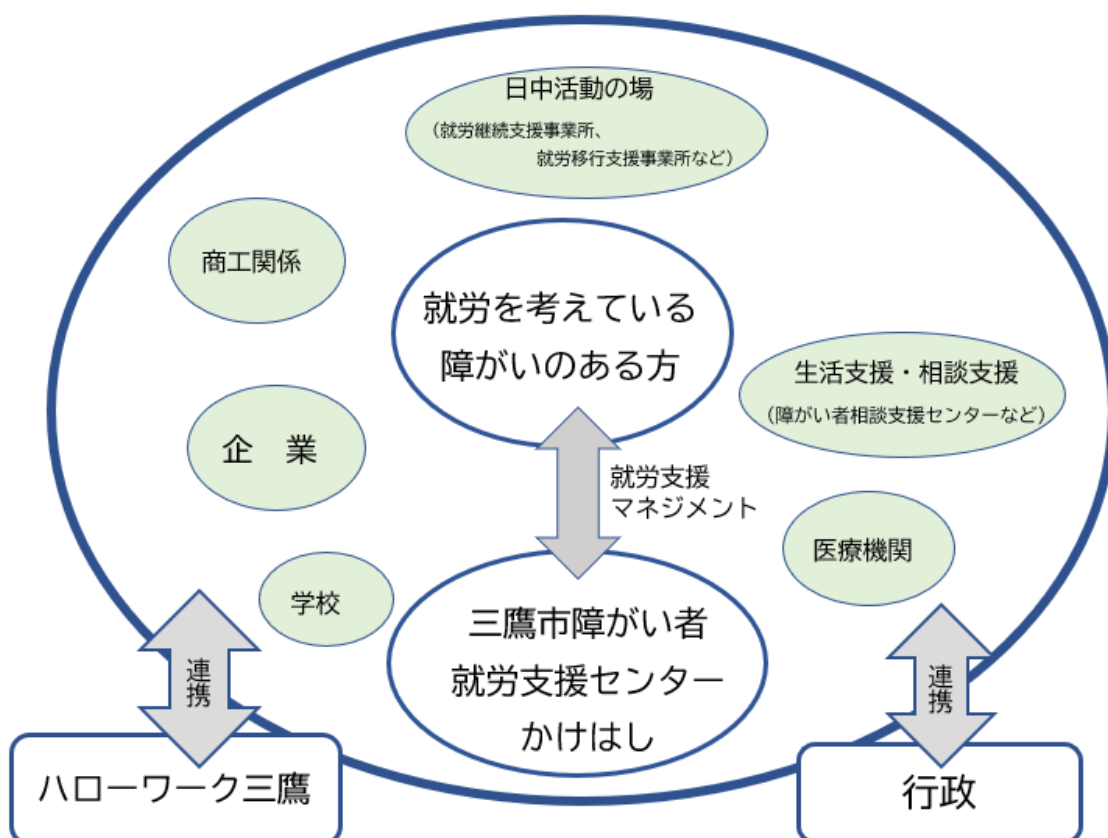 日中活動の場
（就労継続支援事業所、
就労移行支援事業所など）
商工関係
就労を考えている
障がいのある方
生活支援・相談支援
（障がい者相談支援センターなど）
企　業
就労支援
マネジメント
医療機関
学校
三鷹市障がい者
就労支援センター
かけはし
連携
連携
ハローワーク三鷹
行政